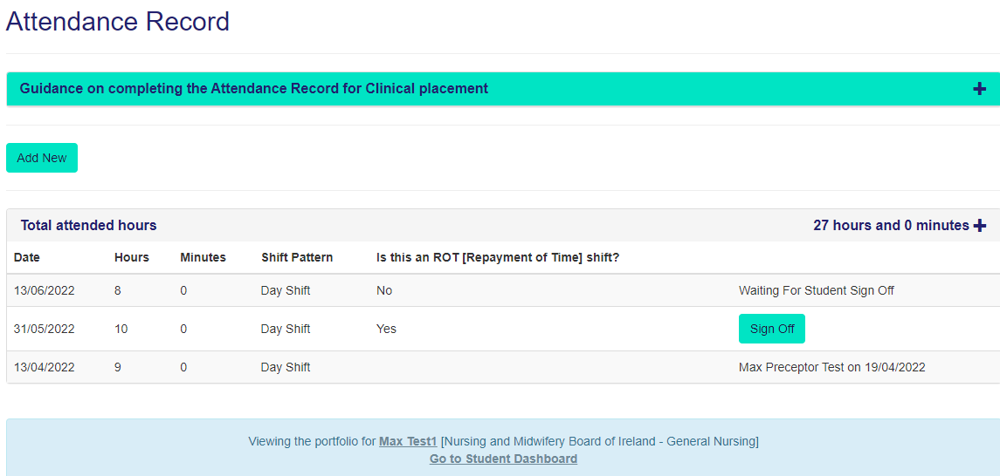 Attendance Record
Guidance on completing the Attendance Record for Clinical placement
Add New
Total attended hours 27 hours and 0 minutes
Date Hours Minutes Shift Pattern Is this an ROT [Repayment of Time] shift?
13/06/2022 8 0 Day Shift No Waiting For Student Sign Off
31/05/2022 10 0 Day Shift Yes Sign Off
13/04/2022 9 0 Day Shift Max Preceptor Test on 19/04/2022
Viewing the portfolio for Max Test1 [Nursing and Midwifery Board of Ireland - General Nursing]
Go to Student Dashboard